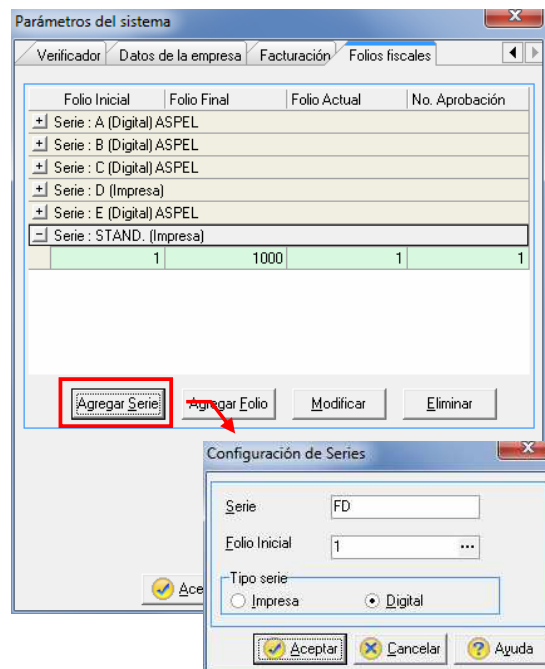 Parámetros del sistema
Verificador Datos de la empresa Facturación Folios fiscales
Folio Inicial Folio Final Folio Actual No. Aprobación
Serie : A (Digital) ASPEL
Serie : B (Digital) ASPEL
Serie : C (Digital) ASPEL
Serie : D (Impresa)
Serie : E (Digital) ASPEL
Serie : STAND. (Impresa)
1 1000 1 1
Agregar Serie Agregar Folio Modificar Eliminar
Configuración de Series
Serie FD
Folio Inicial 1 ...
Tipo serie
Impresa Digital
Ace
Aceptar Cancelar Ayuda